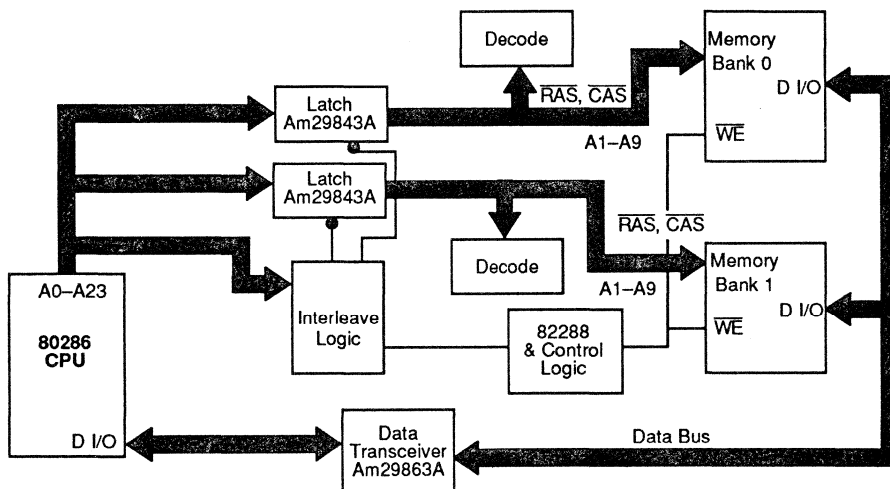 Decode
Memory
Bank 0
D I/O
WE
Latch
Am29843A
RAS, CAS
A1–A9
Latch
Am29843A
RAS, CAS
Decode
A1–A9
Memory
Bank 1
D I/O
WE
A0–A23
80286
CPU
D I/O
Interleave
Logic
82288
& Control
Logic
Data
Transceiver
Am29863A
Data Bus